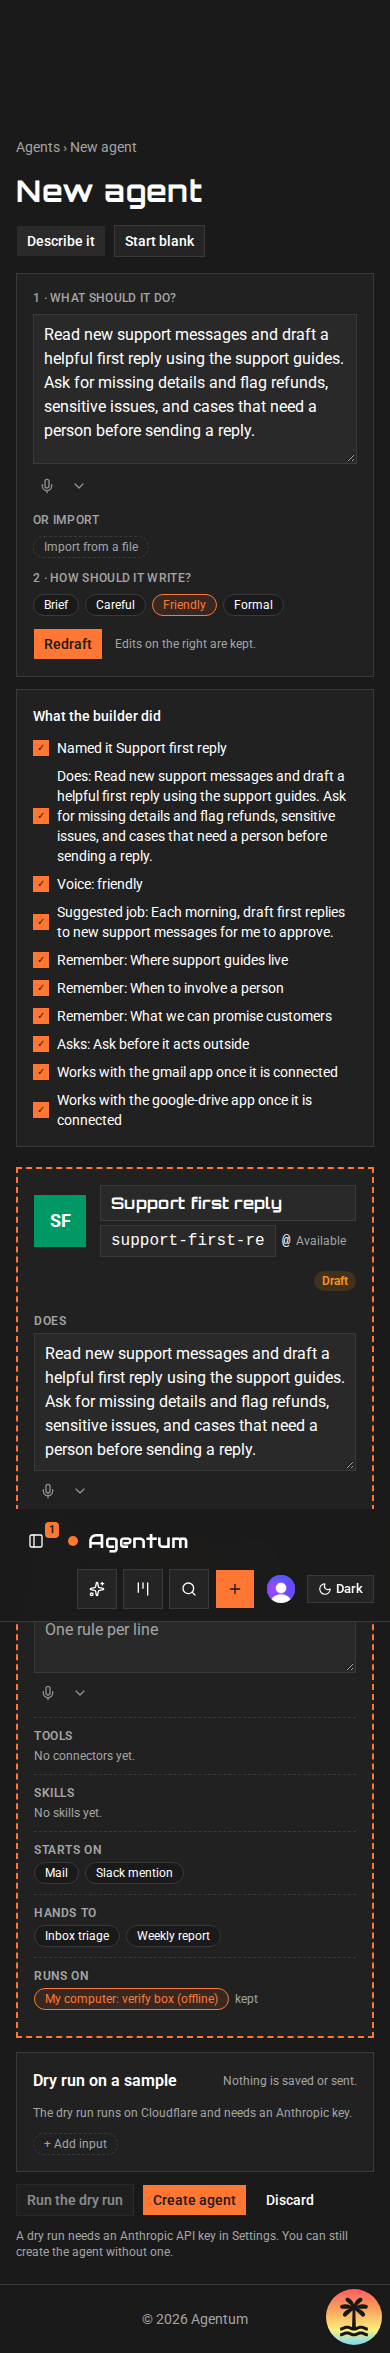 Agents › New agent
New agent
Describe it
Start blank
1 · WHAT SHOULD IT DO?
Read new support messages and draft a
helpful first reply using the support guides.
Ask for missing details and flag refunds,
sensitive issues, and cases that need a
person before sending a reply.
OR IMPORT
Import from a file
2 · HOW SHOULD IT WRITE?
Brief
Careful
Friendly
Formal
Redraft
Edits on the right are kept.
What the builder did
Named it Support first reply
Does: Read new support messages and draft a
helpful first reply using the support guides. Ask
for missing details and flag refunds, sensitive
issues, and cases that need a person before
sending a reply.
Voice: friendly
Suggested job: Each morning, draft first replies
to new support messages for me to approve.
Remember: Where support guides live
Remember: When to involve a person
Remember: What we can promise customers
Asks: Ask before it acts outside
Works with the gmail app once it is connected
Works with the google-drive app once it is
connected
SF
Support first reply
support-first-re
@ Available
Draft
DOES
Read new support messages and draft a
helpful first reply using the support guides.
Ask for missing details and flag refunds,
sensitive issues, and cases that need a
person before sending a reply.
1
Agentum
Dark
One rule per line
TOOLS
No connectors yet.
SKILLS
No skills yet.
STARTS ON
Mail
Slack mention
HANDS TO
Inbox triage
Weekly report
RUNS ON
My computer: verify box (offline)
kept
Dry run on a sample
Nothing is saved or sent.
The dry run runs on Cloudflare and needs an Anthropic key.
+ Add input
Run the dry run
Create agent
Discard
A dry run needs an Anthropic API key in Settings. You can still
create the agent without one.
© 2026 Agentum